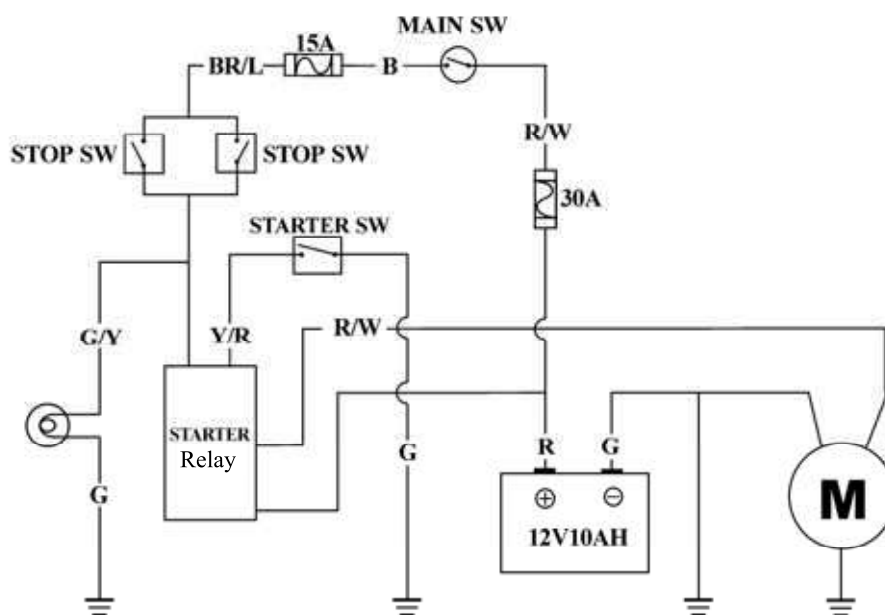 MAIN SW
15A
BR/L
B
R/W
STOP SW
STOP SW
30A
STARTER SW
G/Y
Y/R
R/W
STARTER
Relay
G
G
R
G
12V10AH
M